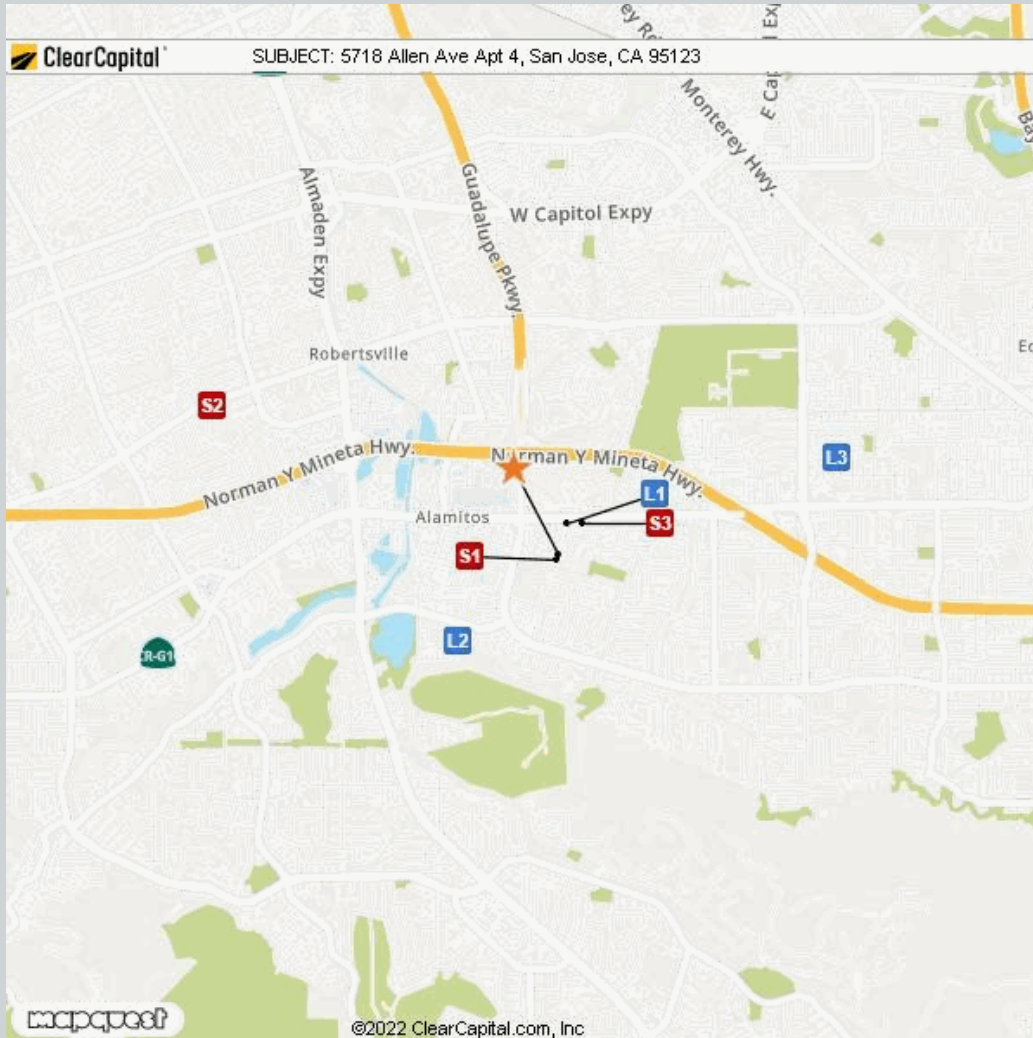 ClearCapital
SUBJECT: 5718 Allen Ave Apt 4, San Jose, CA 95123
Monterey Hwy.
Almaden Expy
Guadalupe Pkwy.
W Capitol Expy
Robertsville
S2
Norman Y Mineta Hwy.
Norman Y Mineta Hwy.
L3
L1
Alamitos
S3
S1
L2
mapquest
©2022 ClearCapital.com, Inc